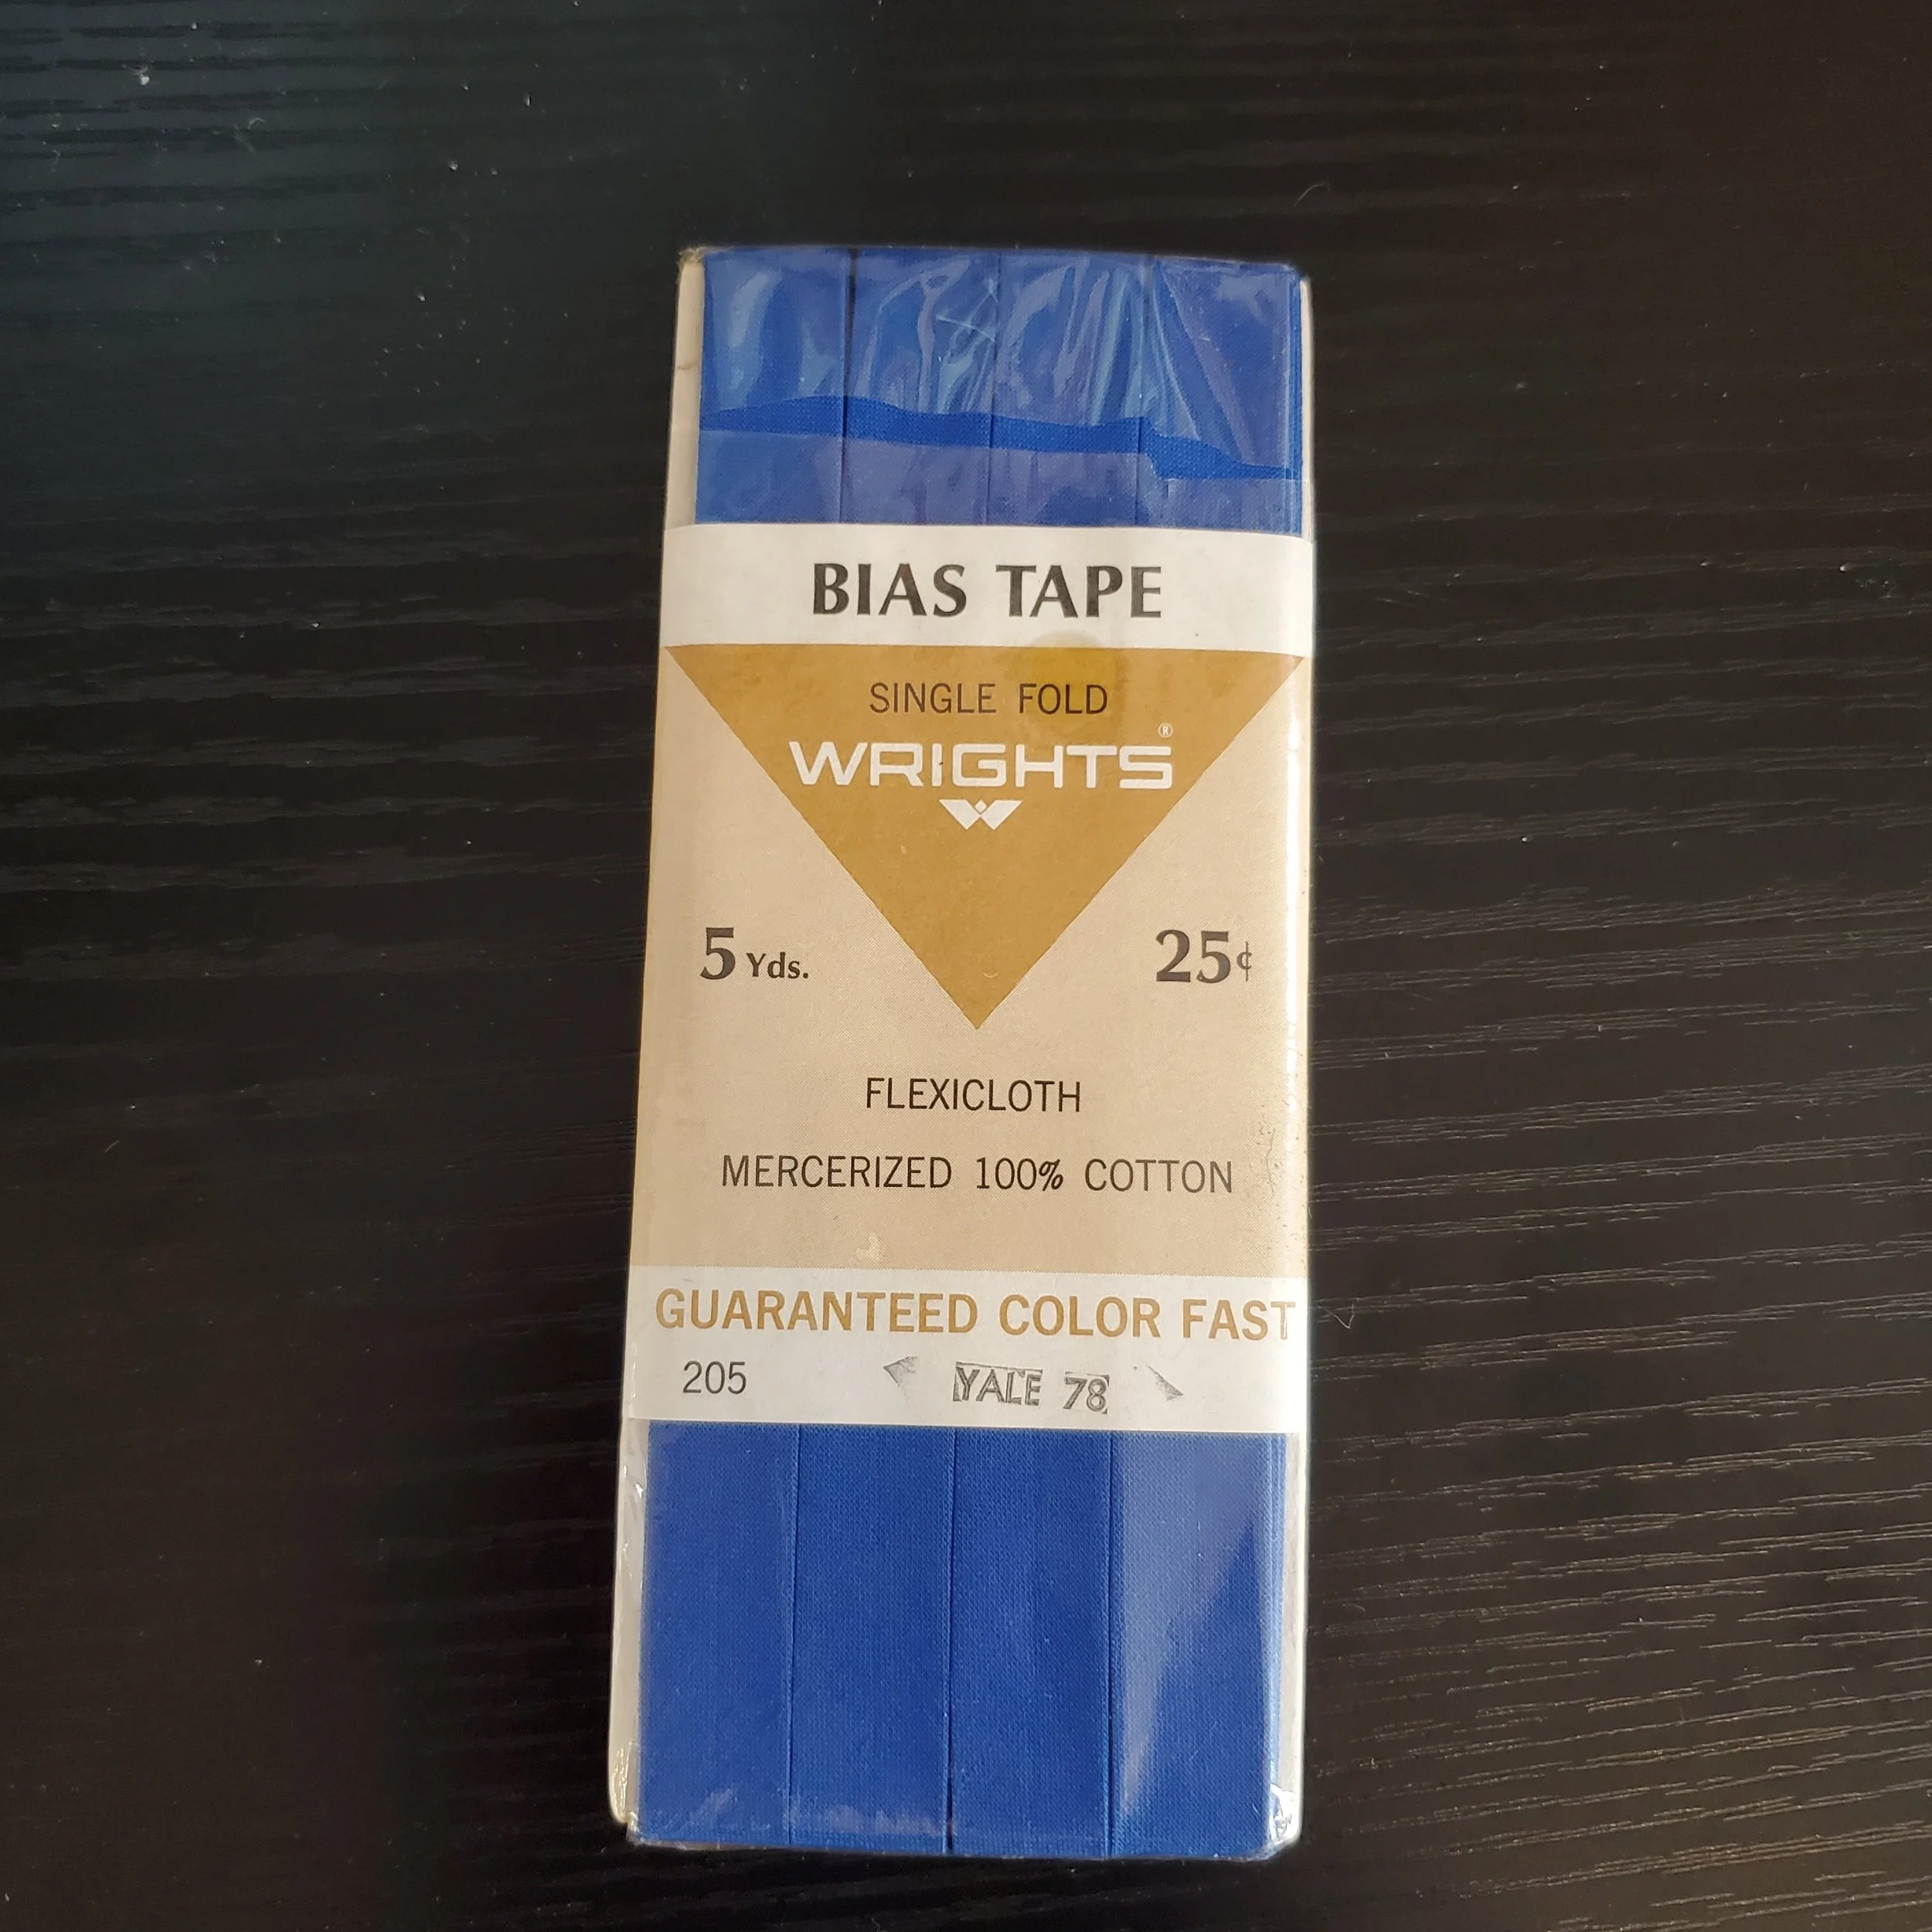 BIAS TAPE
SINGLE FOLD
WRIGHTS®
5 Yds. 25¢
FLEXICLOTH
MERCERIZED 100% COTTON
GUARANTEED COLOR FAST
205 YALE 78